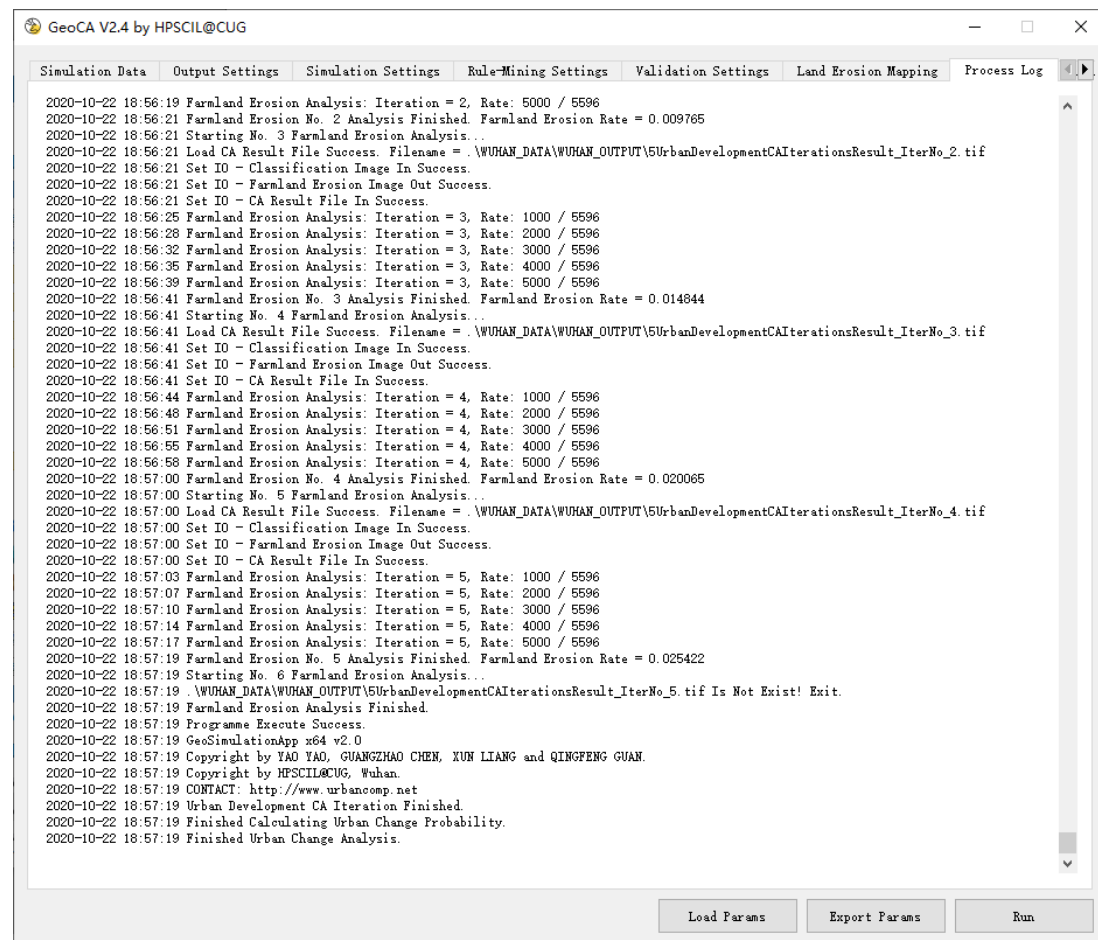 GeoCA V2.4 by HPSCIL@CUG
Simulation Data Output Settings Simulation Settings Rule-Mining Settings Validation Settings Land Erosion Mapping Process Log
2020-10-22 18:56:19 Farmland Erosion Analysis: Iteration = 2, Rate: 5000 / 5596
2020-10-22 18:56:21 Farmland Erosion No. 2 Analysis Finished. Farmland Erosion Rate = 0.009765
2020-10-22 18:56:21 Starting No. 3 Farmland Erosion Analysis...
2020-10-22 18:56:21 Load CA Result File Success. Filename = .\WUHAN_DATA\WUHAN_OUTPUT\5UrbanDevelopmentCAIterationsResult_IterNo_2.tif
2020-10-22 18:56:21 Set IO - Classification Image In Success.
2020-10-22 18:56:21 Set IO - Farmland Erosion Image Out Success.
2020-10-22 18:56:21 Set IO - CA Result File In Success.
2020-10-22 18:56:25 Farmland Erosion Analysis: Iteration = 3, Rate: 1000 / 5596
2020-10-22 18:56:28 Farmland Erosion Analysis: Iteration = 3, Rate: 2000 / 5596
2020-10-22 18:56:32 Farmland Erosion Analysis: Iteration = 3, Rate: 3000 / 5596
2020-10-22 18:56:35 Farmland Erosion Analysis: Iteration = 3, Rate: 4000 / 5596
2020-10-22 18:56:39 Farmland Erosion Analysis: Iteration = 3, Rate: 5000 / 5596
2020-10-22 18:56:41 Farmland Erosion No. 3 Analysis Finished. Farmland Erosion Rate = 0.014844
2020-10-22 18:56:41 Starting No. 4 Farmland Erosion Analysis...
2020-10-22 18:56:41 Load CA Result File Success. Filename = .\WUHAN_DATA\WUHAN_OUTPUT\5UrbanDevelopmentCAIterationsResult_IterNo_3.tif
2020-10-22 18:56:41 Set IO - Classification Image In Success.
2020-10-22 18:56:41 Set IO - Farmland Erosion Image Out Success.
2020-10-22 18:56:41 Set IO - CA Result File In Success.
2020-10-22 18:56:44 Farmland Erosion Analysis: Iteration = 4, Rate: 1000 / 5596
2020-10-22 18:56:48 Farmland Erosion Analysis: Iteration = 4, Rate: 2000 / 5596
2020-10-22 18:56:51 Farmland Erosion Analysis: Iteration = 4, Rate: 3000 / 5596
2020-10-22 18:56:55 Farmland Erosion Analysis: Iteration = 4, Rate: 4000 / 5596
2020-10-22 18:56:58 Farmland Erosion Analysis: Iteration = 4, Rate: 5000 / 5596
2020-10-22 18:57:00 Farmland Erosion No. 4 Analysis Finished. Farmland Erosion Rate = 0.020065
2020-10-22 18:57:00 Starting No. 5 Farmland Erosion Analysis...
2020-10-22 18:57:00 Load CA Result File Success. Filename = .\WUHAN_DATA\WUHAN_OUTPUT\5UrbanDevelopmentCAIterationsResult_IterNo_4.tif
2020-10-22 18:57:00 Set IO - Classification Image In Success.
2020-10-22 18:57:00 Set IO - Farmland Erosion Image Out Success.
2020-10-22 18:57:00 Set IO - CA Result File In Success.
2020-10-22 18:57:03 Farmland Erosion Analysis: Iteration = 5, Rate: 1000 / 5596
2020-10-22 18:57:07 Farmland Erosion Analysis: Iteration = 5, Rate: 2000 / 5596
2020-10-22 18:57:10 Farmland Erosion Analysis: Iteration = 5, Rate: 3000 / 5596
2020-10-22 18:57:14 Farmland Erosion Analysis: Iteration = 5, Rate: 4000 / 5596
2020-10-22 18:57:17 Farmland Erosion Analysis: Iteration = 5, Rate: 5000 / 5596
2020-10-22 18:57:19 Farmland Erosion No. 5 Analysis Finished. Farmland Erosion Rate = 0.025422
2020-10-22 18:57:19 Starting No. 6 Farmland Erosion Analysis...
2020-10-22 18:57:19 .\WUHAN_DATA\WUHAN_OUTPUT\5UrbanDevelopmentCAIterationsResult_IterNo_5.tif Is Not Exist! Exit.
2020-10-22 18:57:19 Farmland Erosion Analysis Finished.
2020-10-22 18:57:19 Programme Execute Success.
2020-10-22 18:57:19 GeoSimulationApp x64 v2.0
2020-10-22 18:57:19 Copyright by YAO YAO, GUANGZHAO CHEN, XUN LIANG and QINGFENG GUAN.
2020-10-22 18:57:19 Copyright by HPSCIL@CUG, Wuhan.
2020-10-22 18:57:19 CONTACT: http://www.urbancomp.net
2020-10-22 18:57:19 Urban Development CA Iteration Finished.
2020-10-22 18:57:19 Finished Calculating Urban Change Probability.
2020-10-22 18:57:19 Finished Urban Change Analysis.
Load Params Export Params Run